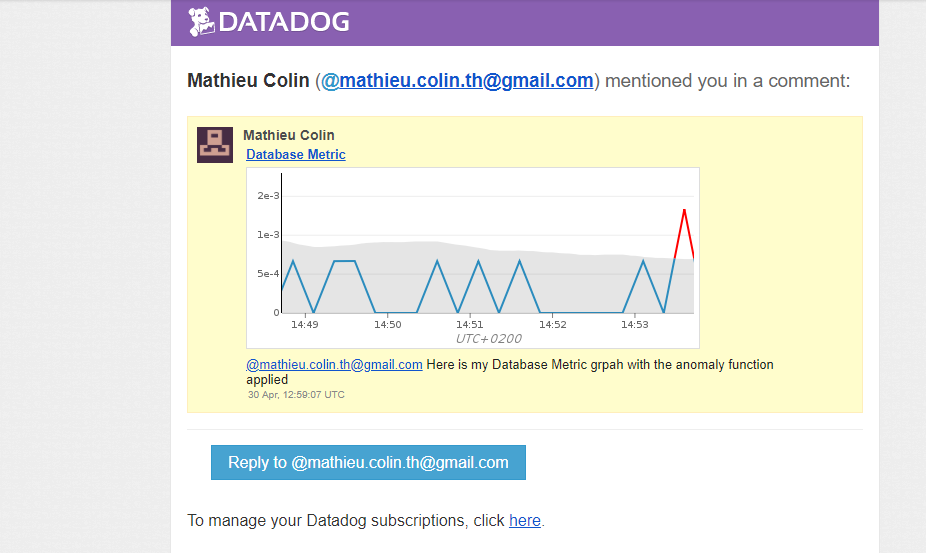 DATADOG
Mathieu Colin (@mathieu.colin.th@gmail.com) mentioned you in a comment:
Mathieu Colin
Database Metric
2e-3
1e-3
5e-4
0
14:49 14:50 14:51 14:52 14:53
UTC+0200
@mathieu.colin.th@gmail.com Here is my Database Metric grpah with the anomaly function
applied
30 Apr, 12:59:07 UTC
Reply to @mathieu.colin.th@gmail.com
To manage your Datadog subscriptions, click here.